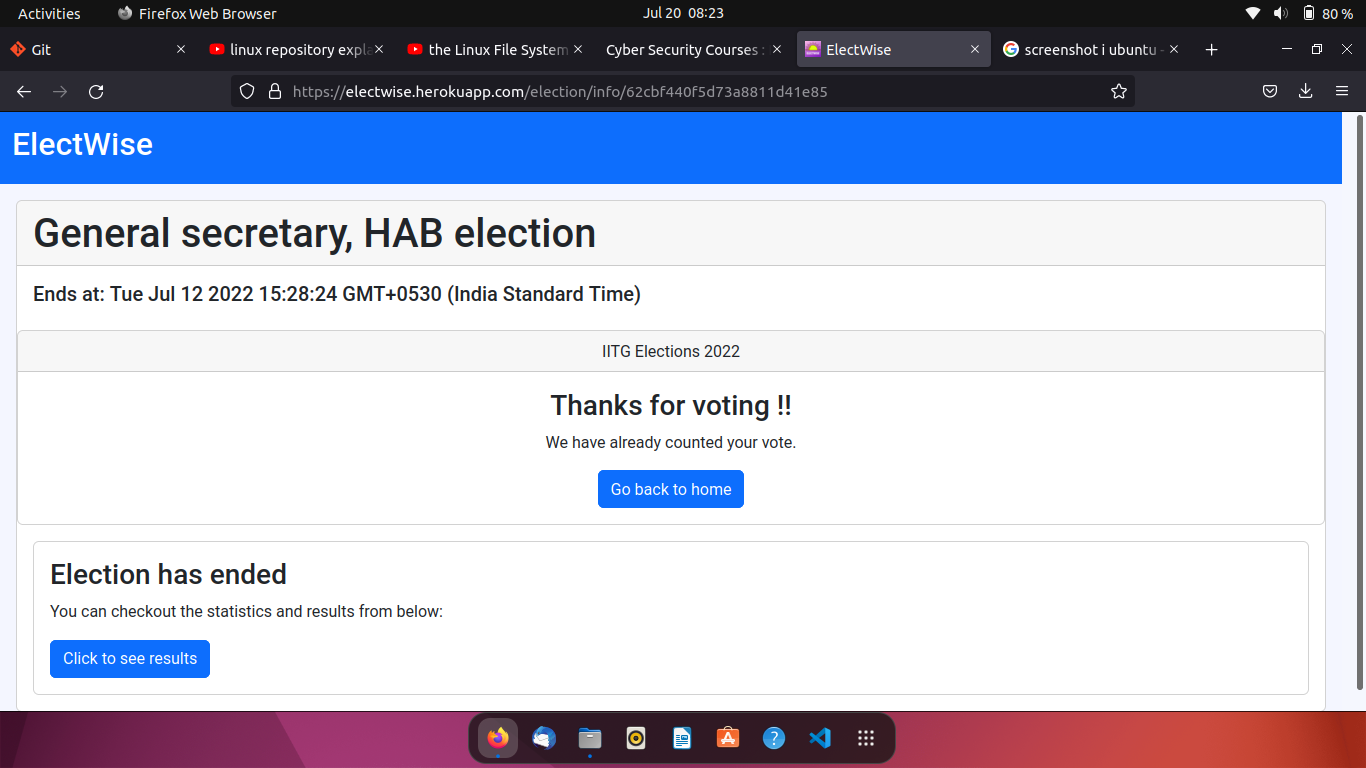 Activities
Firefox Web Browser
Jul 20 08:23
80 %
Git
linux repository expla
the Linux File System
Cyber Security Courses :
ElectWise
screenshot i ubuntu -
https://electwise.herokuapp.com/election/info/62cbf440f5d73a8811d41e85
ElectWise
General secretary, HAB election
Ends at: Tue Jul 12 2022 15:28:24 GMT+0530 (India Standard Time)
IITG Elections 2022
Thanks for voting !!
We have already counted your vote.
Go back to home
Election has ended
You can checkout the statistics and results from below:
Click to see results